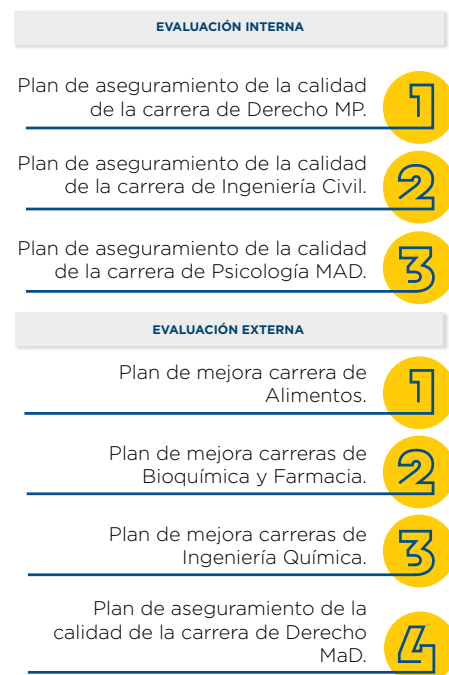 EVALUACIÓN INTERNA
Plan de aseguramiento de la calidad
de la carrera de Derecho MP.
1
Plan de aseguramiento de la calidad
de la carrera de Ingeniería Civil.
2
Plan de aseguramiento de la calidad
de la carrera de Psicología MAD.
3
EVALUACIÓN EXTERNA
Plan de mejora carrera de
Alimentos.
1
Plan de mejora carreras de
Bioquímica y Farmacia.
2
Plan de mejora carreras de
Ingeniería Química.
3
Plan de aseguramiento de la
calidad de la carrera de Derecho
MaD.
4